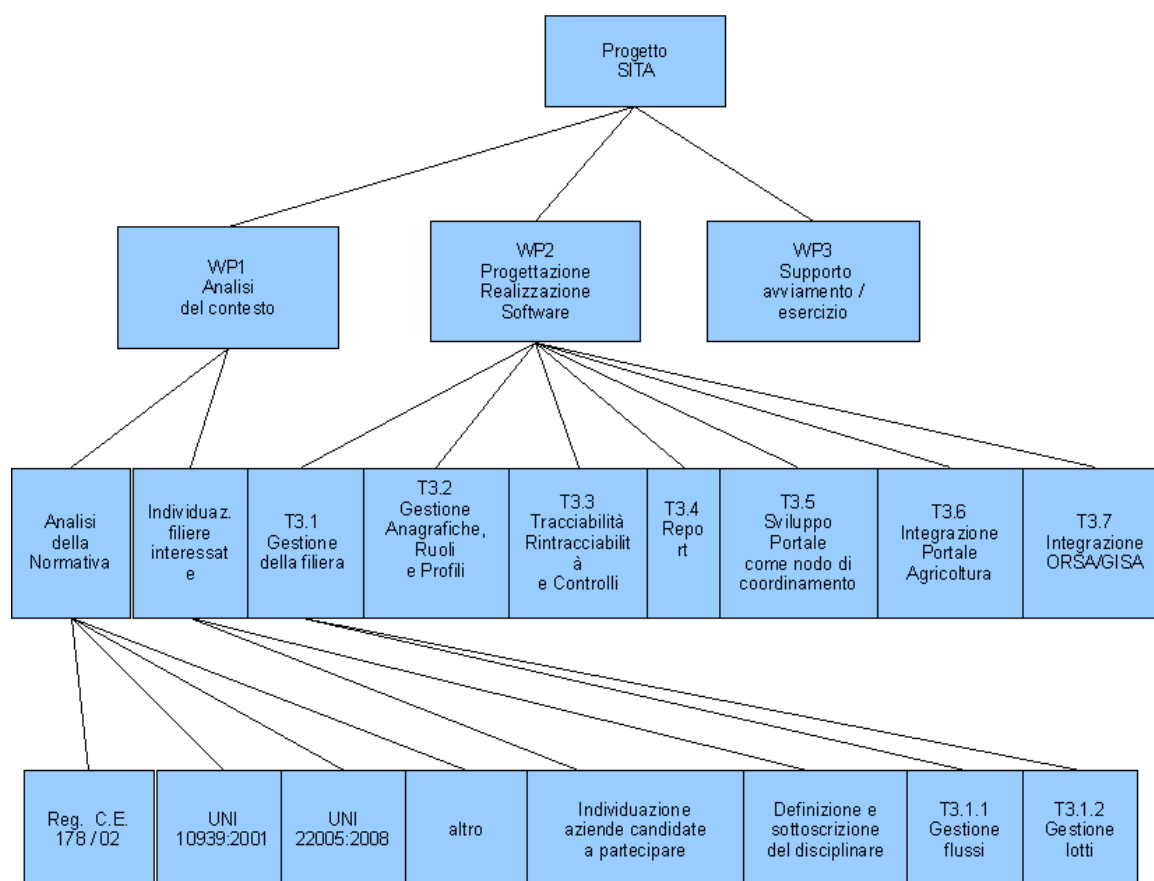 Progetto
SITA
WP1
Analisi
del contesto
WP2
Progettazione
Realizzazione
Software
WP3
Supporto
avviamento /
esercizio
Analisi
della
Normativa
Individuaz.
filiere
interessat
e
T3.1
Gestione
della filiera
T3.2
Gestione
Anagrafiche,
Ruoli
e Profili
T3.3
Tracciabilità
Rintracciabilit
à
e Controlli
T3.4
Repo
rt
T3.5
Sviluppo
Portale
come nodo di
coordinamento
T3.6
Integrazione
Portale
Agricoltura
T3.7
Integrazione
ORSA/GISA
Reg. C.E.
178 / 02
UNI
10939:2001
UNI
22005:2008
altro
Individuazione
aziende candidate
a partecipare
Definizione e
sottoscrizione
del disciplinare
T3.1.1
Gestione
flussi
T3.1.2
Gestione
lotti